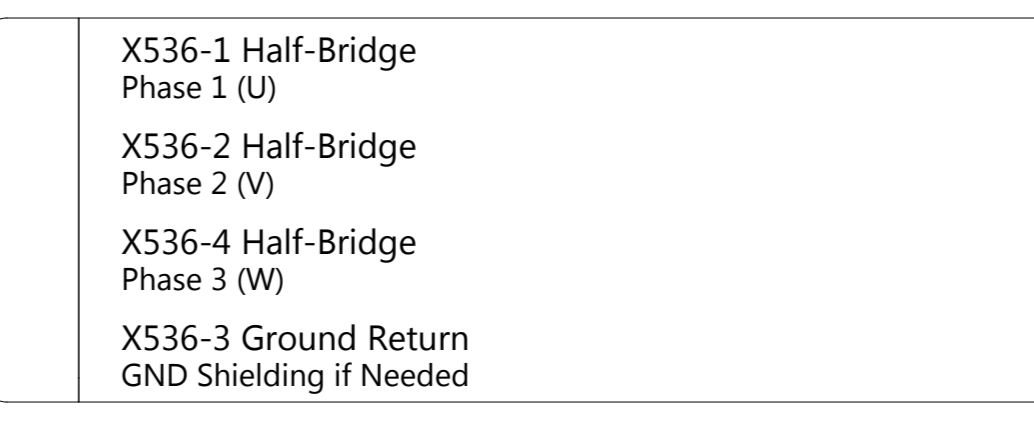 X536-1 Half-Bridge
Phase 1 (U)
X536-2 Half-Bridge
Phase 2 (V)
X536-4 Half-Bridge
Phase 3 (W)
X536-3 Ground Return
GND Shielding if Needed